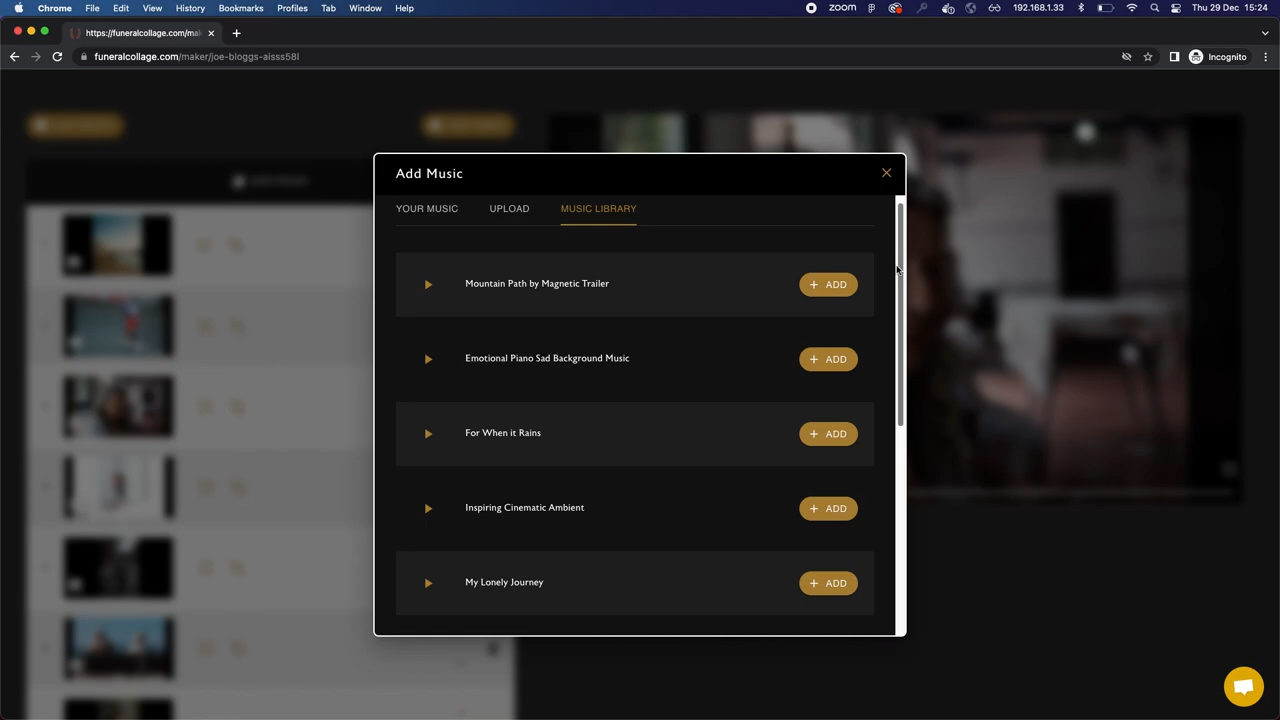 Chrome File Edit View History Bookmarks Profiles Tab Window Help
zoom 192.168.1.33 Thu 29 Dec 15:24
https://funeralcollage.com/mak
funeralcollage.com/maker/joe-bloggs-aisss58l
Incognito
Add Music
YOUR MUSIC UPLOAD MUSIC LIBRARY
Mountain Path by Magnetic Trailer + ADD
Emotional Piano Sad Background Music + ADD
For When it Rains + ADD
Inspiring Cinematic Ambient + ADD
My Lonely Journey + ADD